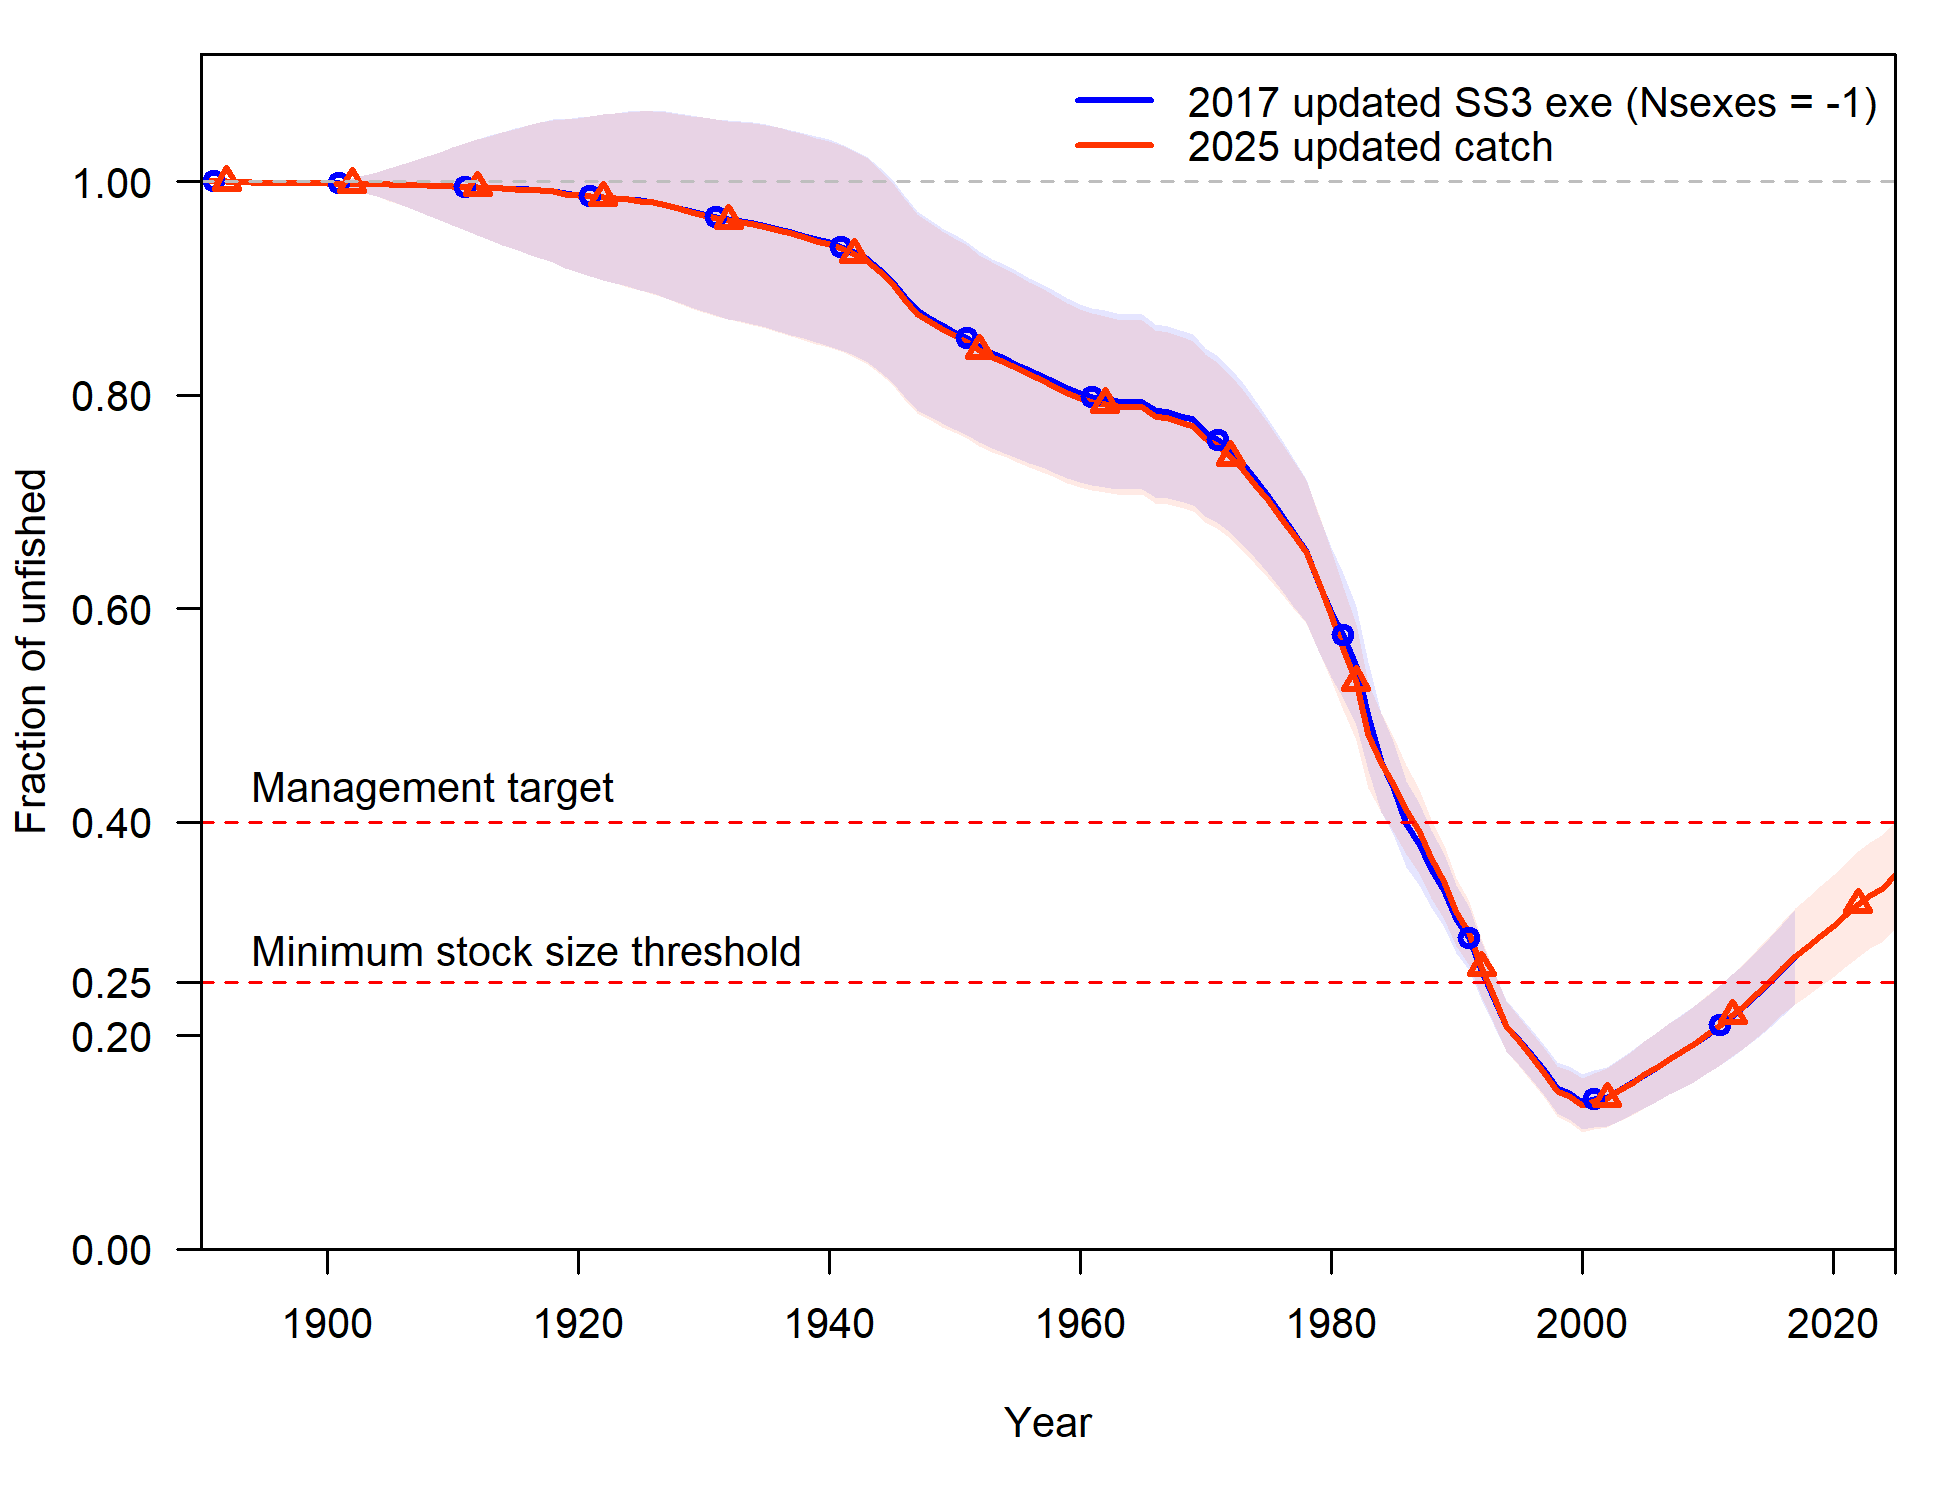 2017 updated SS3 exe (Nsexes = -1)
2025 updated catch
1.00
0.80
0.60
0.40
0.25
0.20
0.00
Fraction of unfished
Management target
Minimum stock size threshold
1900 1920 1940 1960 1980 2000 2020
Year